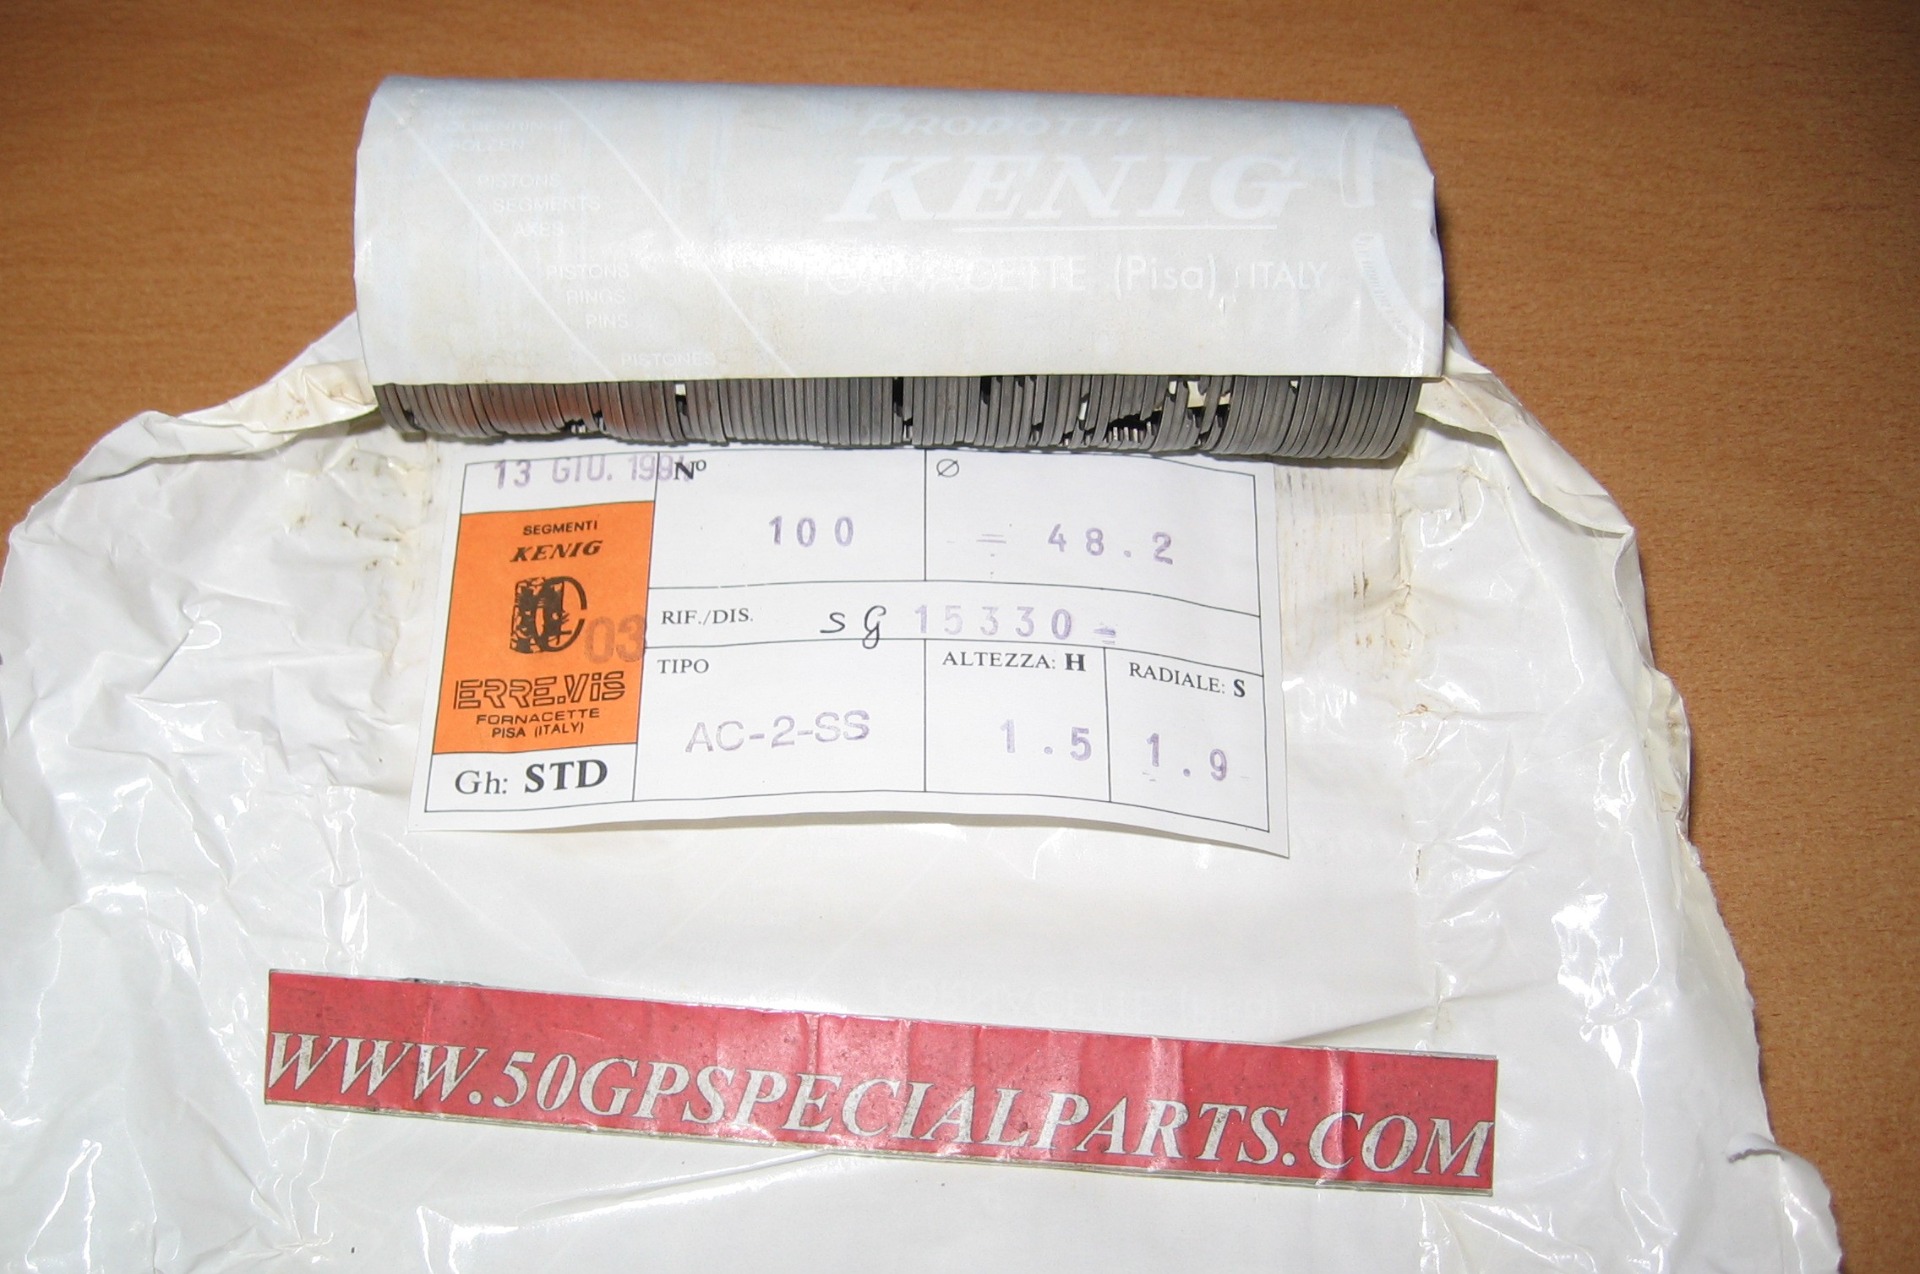 PRODOTTI
KENIG
FORNACETTE (Pisa) ITALY
BOLZEN
PISTONS
SEGMENTS
AXES
PISTONS
RINGS
PINS
PISTONES
13 GIU. 1991
Nº
100
Ø
= 48.2
SEGMENTI
KENIG
03
ERRE.ViS
FORNACETTE
PISA (ITALY)
Gh: STD
RIF./DIS. SG 15330=
TIPO
AC-2-SS
ALTEZZA: H
1.5
RADIALE: S
1.9
WWW.50GPSPECIALPARTS.COM